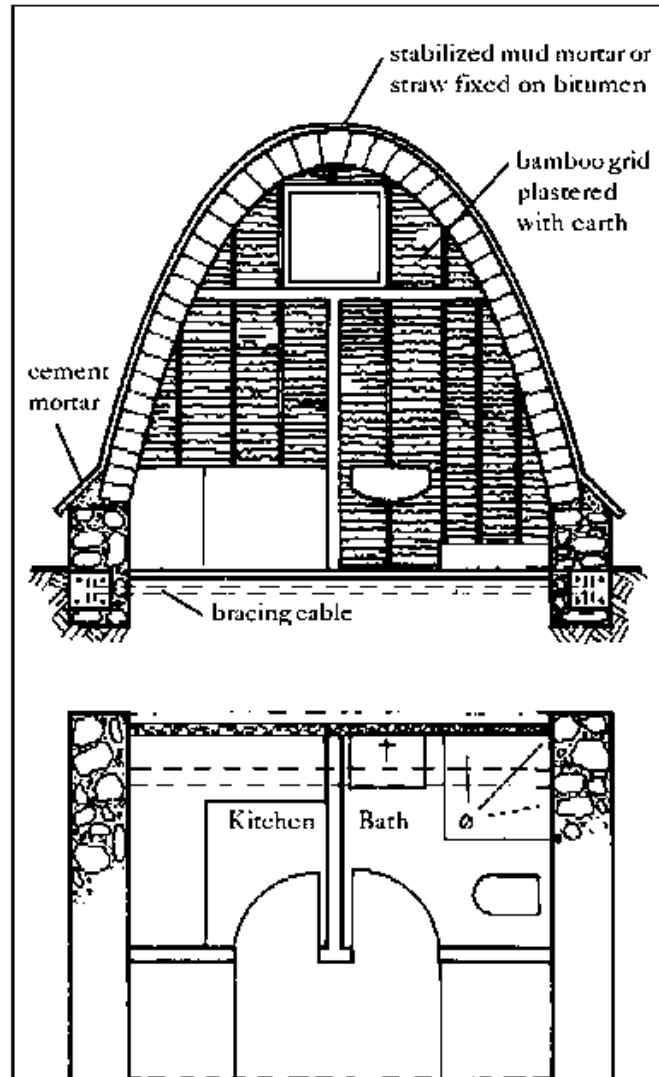 stabilized mud mortar or
straw fixed on bitumen
bamboo grid
plastered
with earth
cement
mortar
bracing cable
Kitchen
Bath